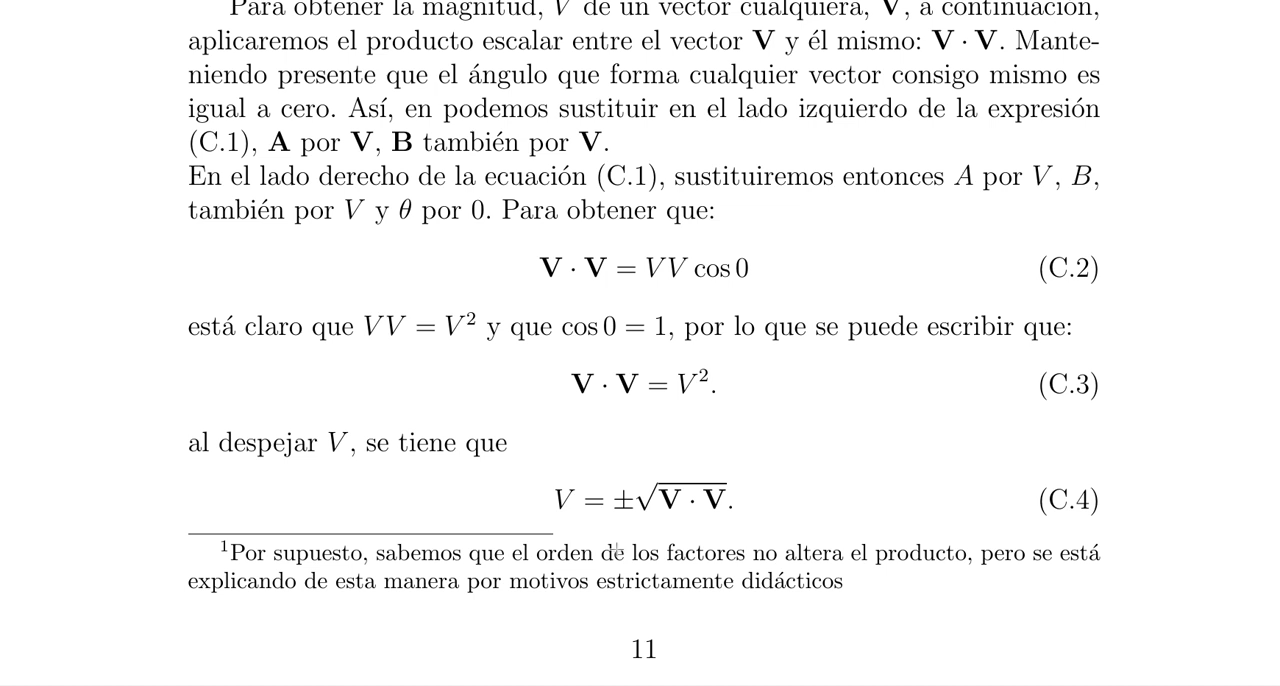 Para obtener la magnitud, V de un vector cualquiera, V, a continuación,
aplicaremos el producto escalar entre el vector V y él mismo: V · V. Mante-
niendo presente que el ángulo que forma cualquier vector consigo mismo es
igual a cero. Así, en podemos sustituir en el lado izquierdo de la expresión
(C.1), A por V, B también por V.
En el lado derecho de la ecuación (C.1), sustituiremos entonces A por V, B,
también por V y θ por 0. Para obtener que:
V · V = VV cos 0 (C.2)
está claro que VV = V² y que cos 0 = 1, por lo que se puede escribir que:
V · V = V². (C.3)
al despejar V, se tiene que
V = ±√V · V. (C.4)
¹Por supuesto, sabemos que el orden de los factores no altera el producto, pero se está
explicando de esta manera por motivos estrictamente didácticos
11